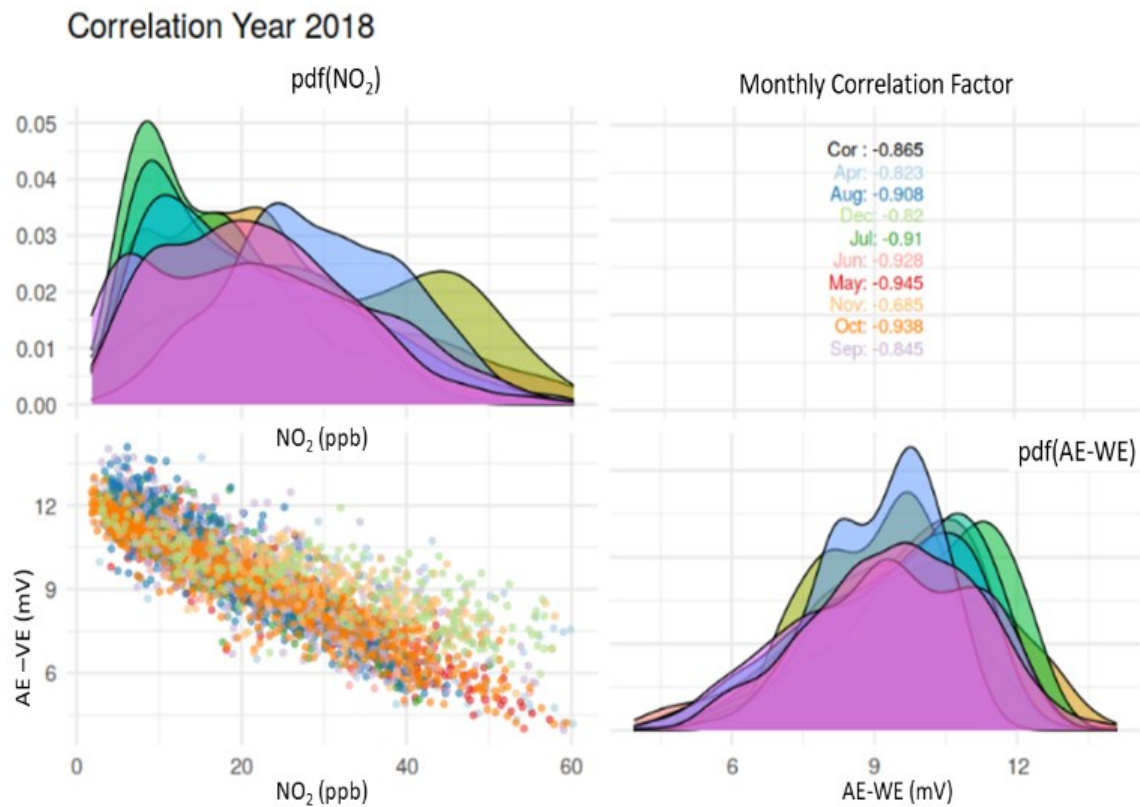 Correlation Year 2018
pdf(NO₂)
Monthly Correlation Factor
0.05
0.04
0.03
0.02
0.01
0.00
Cor : -0.865
Apr: -0.823
Aug: -0.908
Dec: -0.82
Jul: -0.91
Jun: -0.928
May: -0.945
Nov: -0.685
Oct: -0.938
Sep: -0.845
NO₂ (ppb)
pdf(AE-WE)
12
9
6
AE –VE (mV)
0 20 40 60
6 9 12
NO₂ (ppb)
AE-WE (mV)